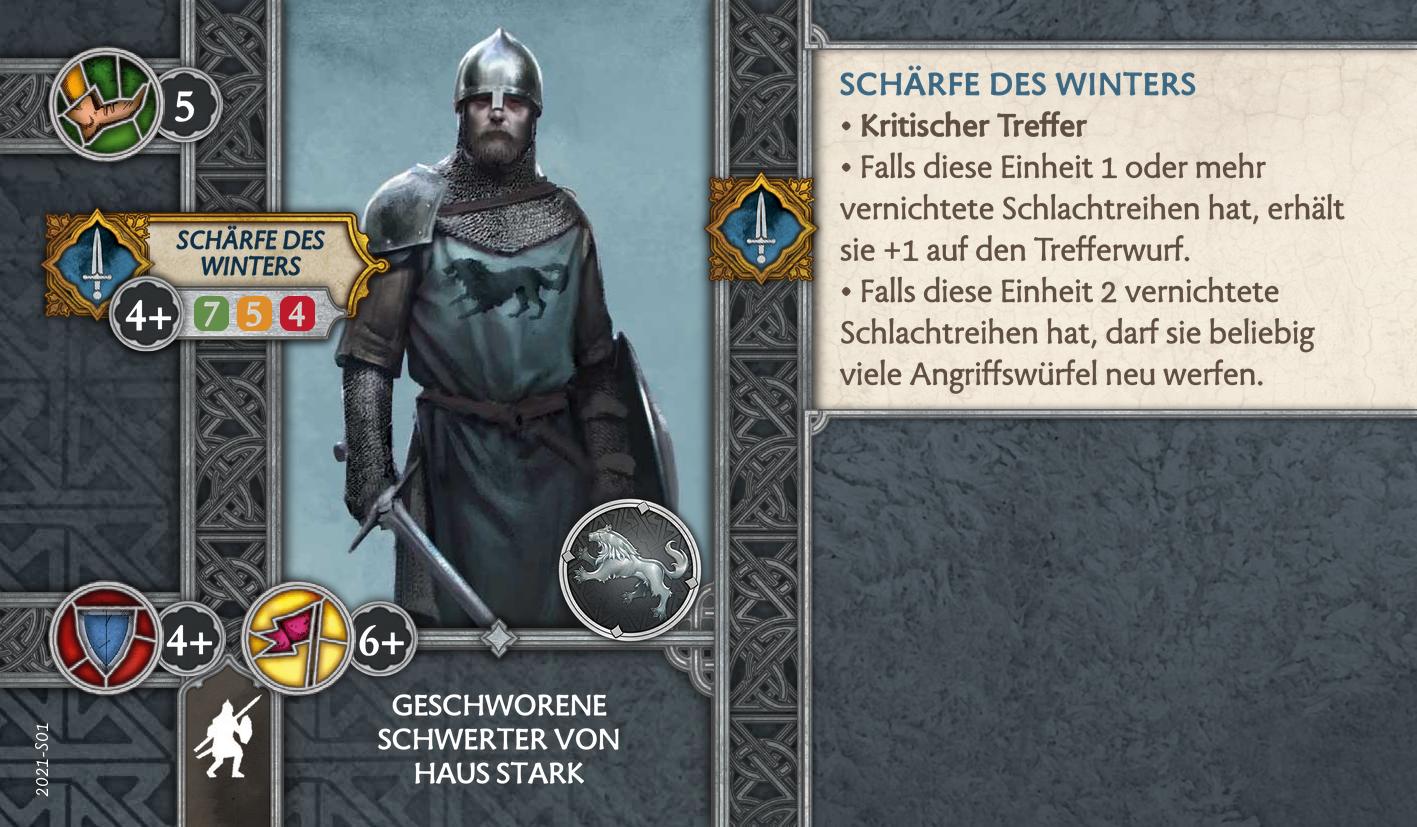 5
SCHÄRFE DES
WINTERS
4+ 7 5 4
4+
6+
GESCHWORENE
SCHWERTER VON
HAUS STARK
2021-S01
SCHÄRFE DES WINTERS
• Kritischer Treffer
• Falls diese Einheit 1 oder mehr
vernichtete Schlachtreihen hat, erhält
sie +1 auf den Trefferwurf.
• Falls diese Einheit 2 vernichtete
Schlachtreihen hat, darf sie beliebig
viele Angriffswürfel neu werfen.